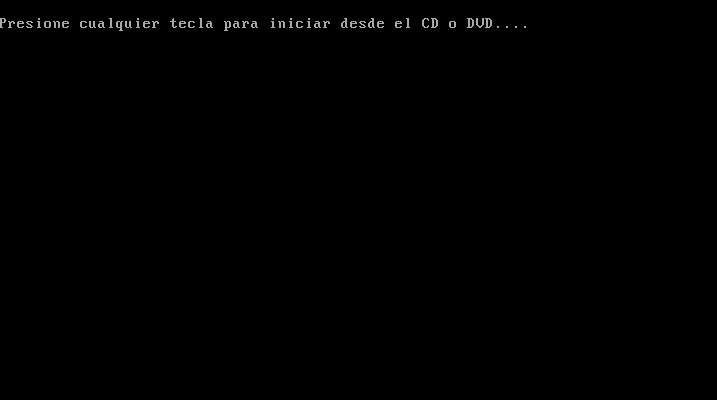 Presione cualquier tecla para iniciar desde el CD o DVD....